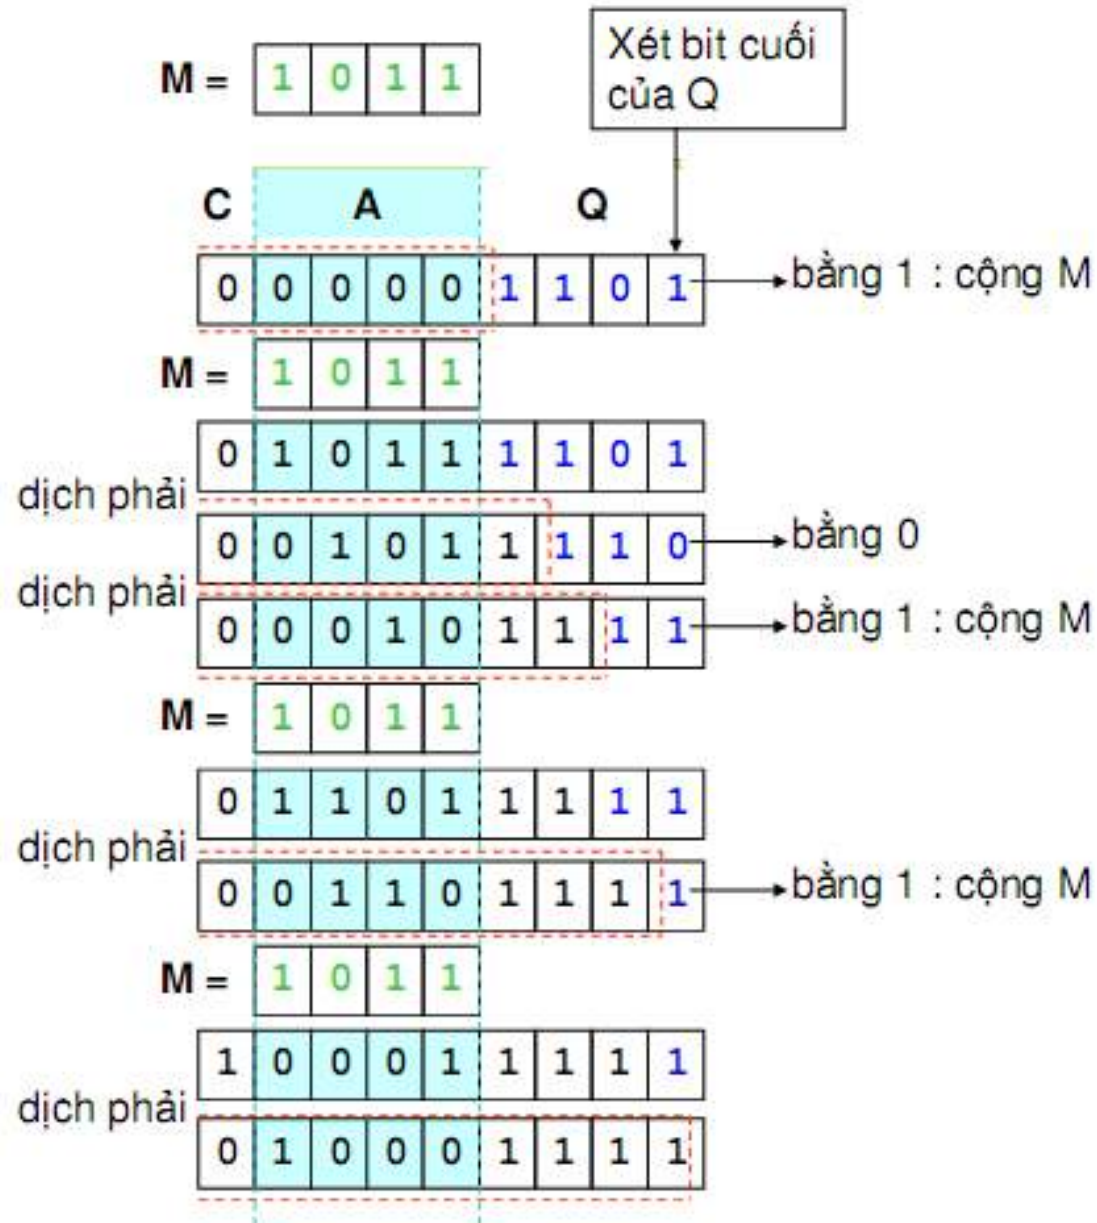 Xét bit cuối
của Q
M = 1 0 1 1
C A Q
0 0 0 0 0 1 1 0 1 bằng 1 : cộng M
M = 1 0 1 1
0 1 0 1 1 1 1 0 1
dịch phải
0 0 1 0 1 1 1 1 0 bằng 0
dịch phải
0 0 0 1 0 1 1 1 1 bằng 1 : cộng M
M = 1 0 1 1
0 1 1 0 1 1 1 1 1
dịch phải
0 0 1 1 0 1 1 1 1 bằng 1 : cộng M
M = 1 0 1 1
1 0 0 0 1 1 1 1 1
dịch phải
0 1 0 0 0 1 1 1 1